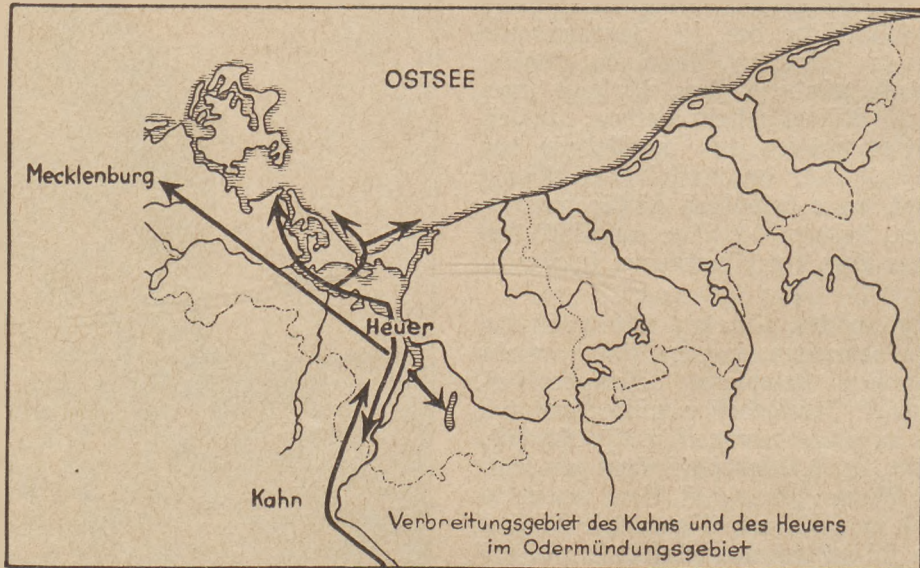 OSTSEE
Mecklenburg
Heuer
Kahn
Verbreitungsgebiet des Kahns und des Heuers
im Odermündungsgebiet